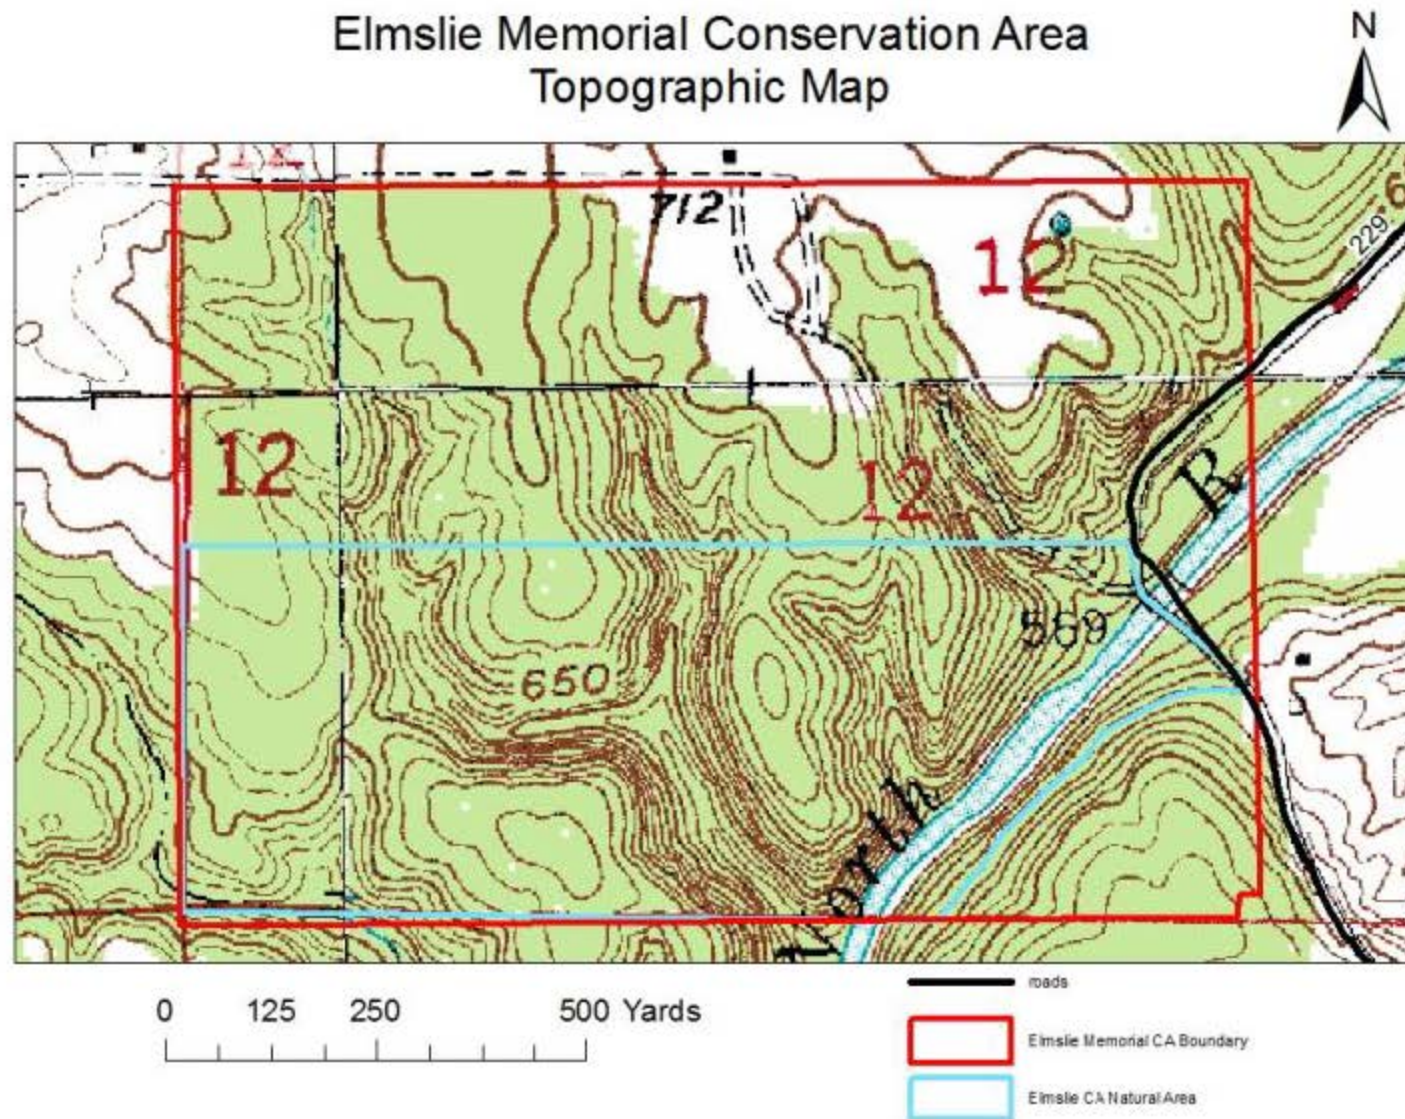 Elmslie Memorial Conservation Area
Topographic Map
N
712
12
229
12
12
R
569
650
North
0 125 250 500 Yards
roads
Elmslie Memorial CA Boundary
Elmslie CA Natural Area